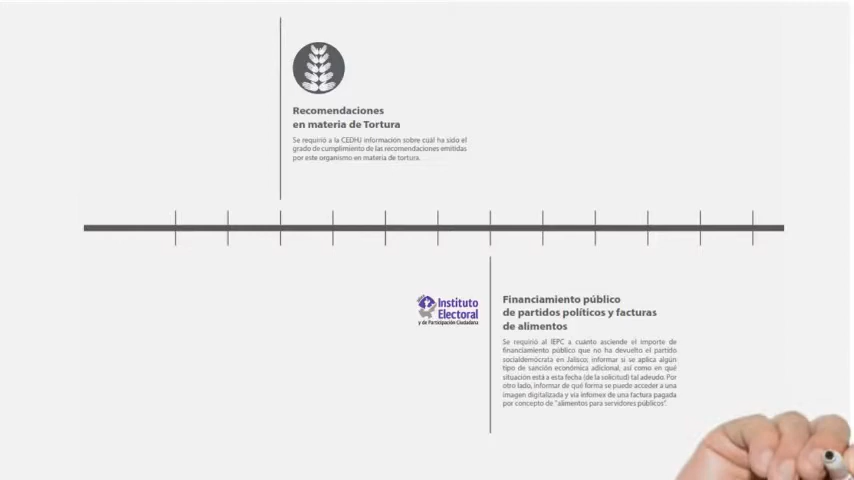 Recomendaciones
en materia de Tortura
Se requirió a la CEDHJ información sobre cuál ha sido el
grado de cumplimiento de las recomendaciones emitidas
por este organismo en materia de tortura.
Instituto
Electoral
y de Participación Ciudadana
Financiamiento público
de partidos políticos y facturas
de alimentos
Se requirió al IEPC a cuanto asciende el importe de
financiamiento público que no ha devuelto el partido
socialdemócrata en Jalisco; informar si se aplica algún
tipo de sanción económica adicional, así como en qué
situación está a esta fecha (de la solicitud) tal adeudo. Por
otro lado, informar de qué forma se puede acceder a una
imagen digitalizada y vía infomex de una factura pagada
por concepto de "alimentos para servidores públicos".